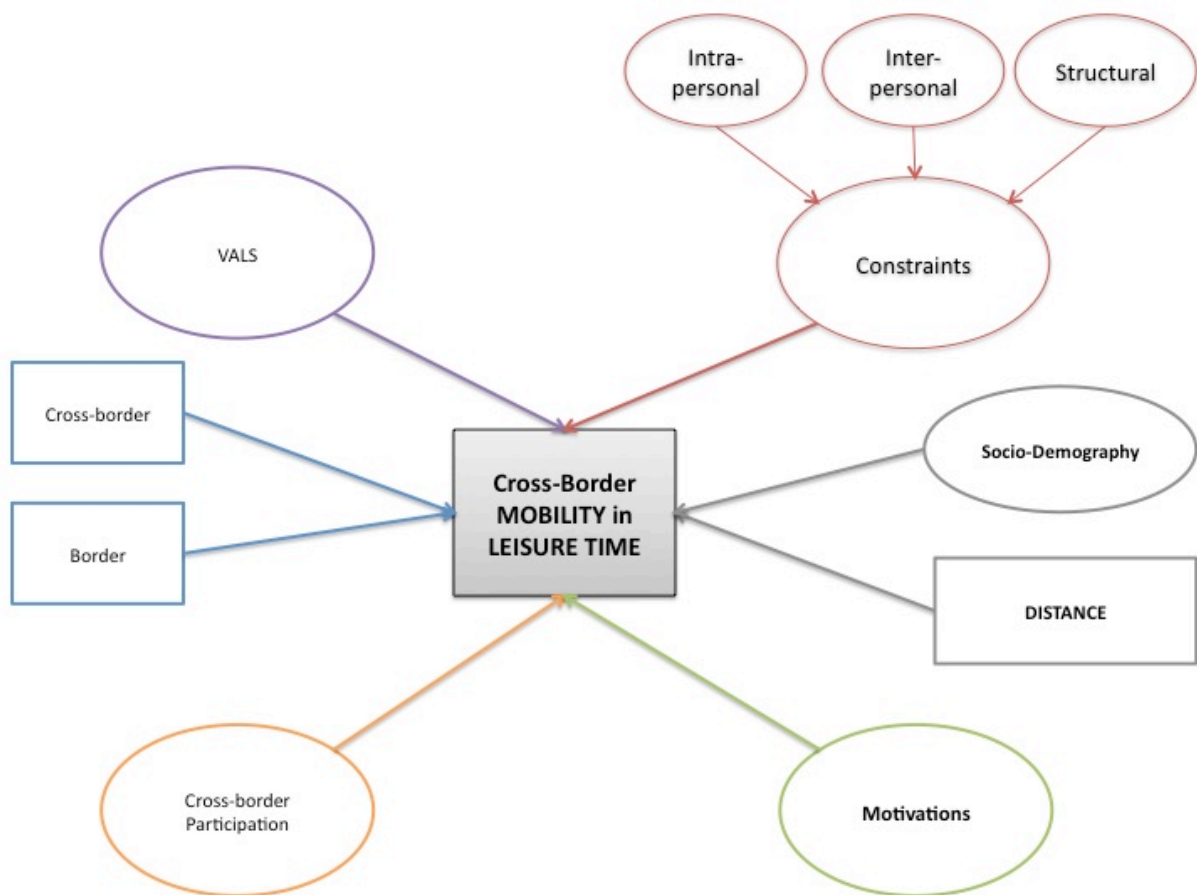 Intra-
personal
Inter-
personal
Structural
VALS
Constraints
Cross-border
Border
Cross-Border
MOBILITY in
LEISURE TIME
Socio-Demography
DISTANCE
Cross-border
Participation
Motivations